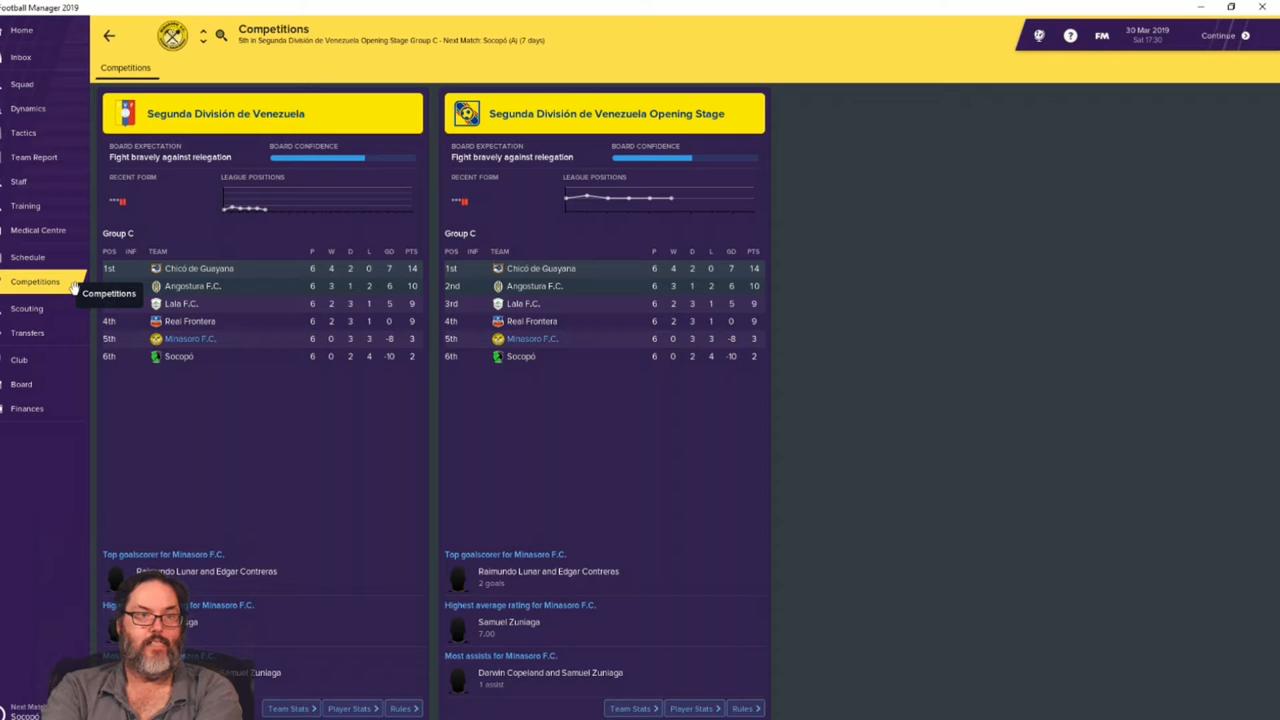 Football Manager 2019
Home
Inbox
Squad
Dynamics
Tactics
Team Report
Staff
Training
Medical Centre
Schedule
Competitions
Scouting
Transfers
Club
Board
Finances
Next Match
Socopó
Competitions
Competitions
5th in Segunda División de Venezuela Opening Stage Group C - Next Match: Socopó (A) (7 days)
FM
30 Mar 2019
Sat 17:30
Continue
Competitions
Segunda División de Venezuela
BOARD EXPECTATION BOARD CONFIDENCE
Fight bravely against relegation
RECENT FORM LEAGUE POSITIONS
Group C
POS INF TEAM P W D L GD PTS
1st Chicó de Guayana 6 4 2 0 7 14
Angostura F.C. 6 3 1 2 6 10
Lala F.C. 6 2 3 1 5 9
4th Real Frontera 6 2 3 1 0 9
5th Minasoro F.C. 6 0 3 3 -8 3
6th Socopó 6 0 2 4 -10 2
Top goalscorer for Minasoro F.C.
Raimundo Lunar and Edgar Contreras
for Minasoro F.C.
Samuel Zuniaga
Team Stats
Player Stats
Rules
Segunda División de Venezuela Opening Stage
BOARD EXPECTATION BOARD CONFIDENCE
Fight bravely against relegation
RECENT FORM LEAGUE POSITIONS
Group C
POS INF TEAM P W D L GD PTS
1st Chicó de Guayana 6 4 2 0 7 14
2nd Angostura F.C. 6 3 1 2 6 10
3rd Lala F.C. 6 2 3 1 5 9
4th Real Frontera 6 2 3 1 0 9
5th Minasoro F.C. 6 0 3 3 -8 3
6th Socopó 6 0 2 4 -10 2
Top goalscorer for Minasoro F.C.
Raimundo Lunar and Edgar Contreras
2 goals
Highest average rating for Minasoro F.C.
Samuel Zuniaga
7.00
Most assists for Minasoro F.C.
Darwin Copeland and Samuel Zuniaga
1 assist
Team Stats
Player Stats
Rules